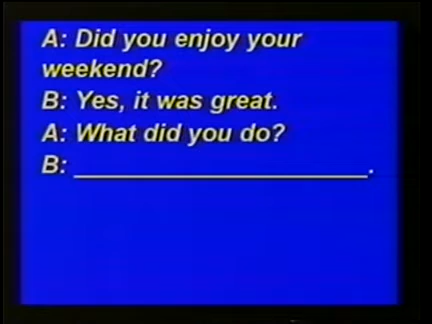 A: Did you enjoy your
weekend?
B: Yes, it was great.
A: What did you do?
B: ____________________.